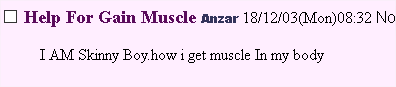 Help For Gain Muscle Anzar 18/12/03(Mon)08:32 No
I AM Skinny Boy.how i get muscle In my body